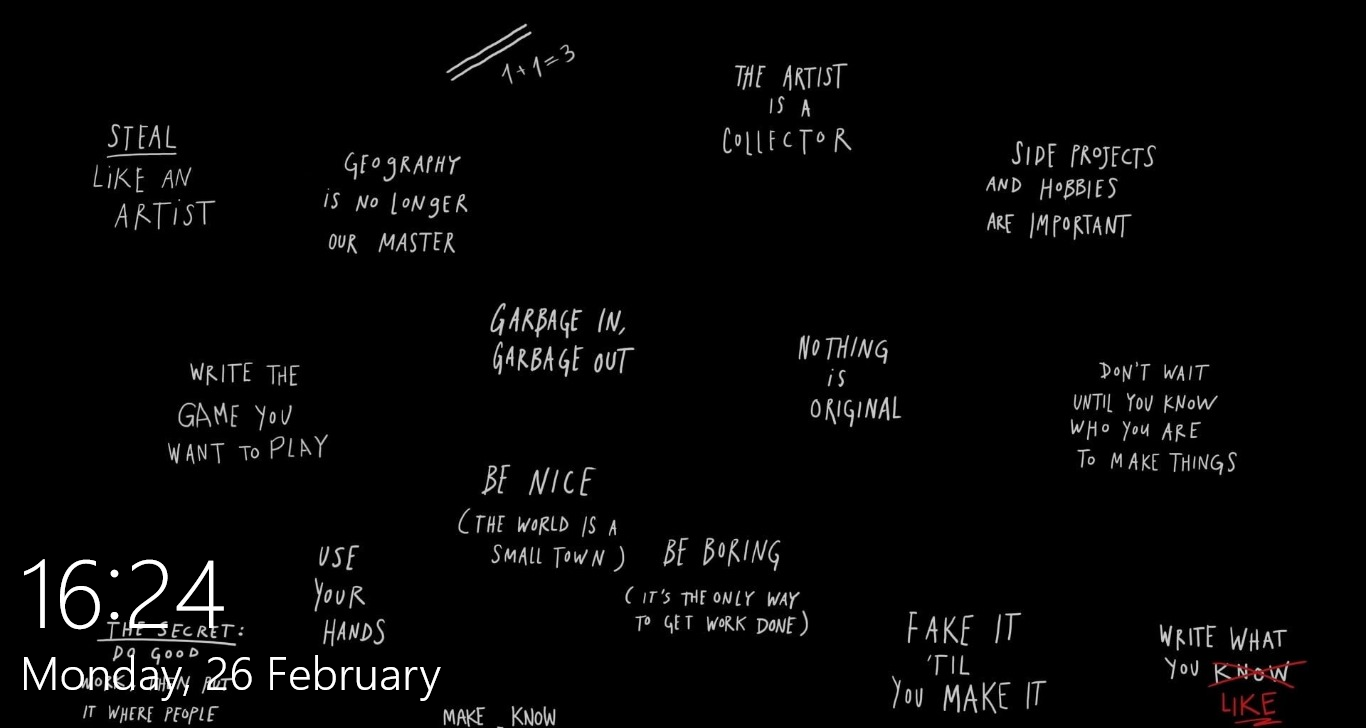 1+1=3
THE ARTIST
IS A
COLLECTOR
STEAL
LIKE AN
ARTIST
GEOGRAPHY
IS NO LONGER
OUR MASTER
SIDE PROJECTS
AND HOBBIES
ARE IMPORTANT
GARBAGE IN,
GARBAGE OUT
NOTHING
IS
ORIGINAL
WRITE THE
GAME YOU
WANT TO PLAY
DON'T WAIT
UNTIL YOU KNOW
WHO YOU ARE
TO MAKE THINGS
BE NICE
(THE WORLD IS A
SMALL TOWN)
BE BORING
(IT'S THE ONLY WAY
TO GET WORK DONE)
USE
YOUR
HANDS
16:24
THE SECRET:
DO GOOD
Monday, 26 February
WORK, THEN PUT
IT WHERE PEOPLE
FAKE IT
'TIL
YOU MAKE IT
WRITE WHAT
YOU KNOW
LIKE
MAKE KNOW